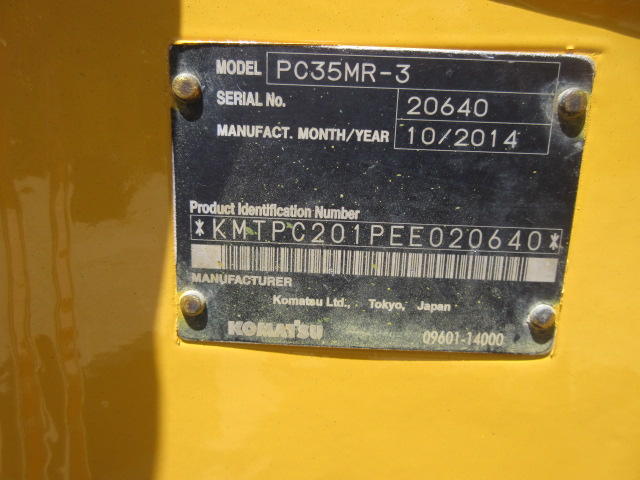 MODEL PC35MR-3
SERIAL No. 20640
MANUFACT. MONTH/YEAR 10/2014
Product Identification Number
*KMTPC201PEE020640*
MANUFACTURER
Komatsu Ltd., Tokyo, Japan
KOMATSU 09601-14000